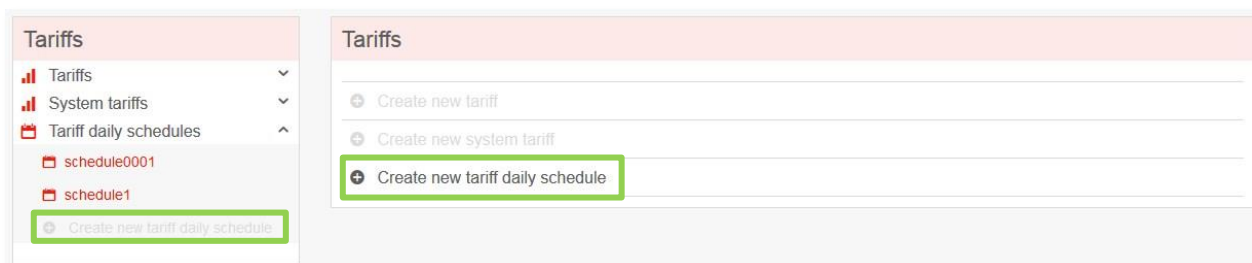 Tariffs
Tariffs
System tariffs
Tariff daily schedules
schedule0001
schedule1
Create new tariff daily schedule
Tariffs
Create new tariff
Create new system tariff
Create new tariff daily schedule